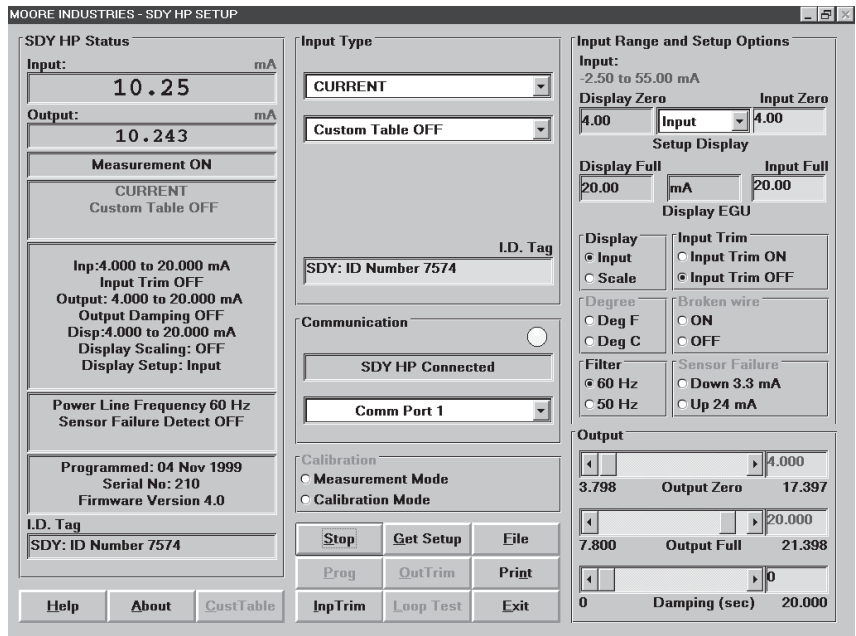 MOORE INDUSTRIES - SDY HP SETUP
SDY HP Status
Input: mA
10.25
Output: mA
10.243
Measurement ON
CURRENT
Custom Table OFF
Inp:4.000 to 20.000 mA
Input Trim OFF
Output: 4.000 to 20.000 mA
Output Damping OFF
Disp:4.000 to 20.000 mA
Display Scaling: OFF
Display Setup: Input
Power Line Frequency 60 Hz
Sensor Failure Detect OFF
Programmed: 04 Nov 1999
Serial No: 210
Firmware Version 4.0
I.D. Tag
SDY: ID Number 7574
Help About CustTable
Input Type
CURRENT
Custom Table OFF
I.D. Tag
SDY: ID Number 7574
Communication
SDY HP Connected
Comm Port 1
Calibration
Measurement Mode
Calibration Mode
Stop Get Setup File
Prog OutTrim Print
InpTrim Loop Test Exit
Input Range and Setup Options
Input:
-2.50 to 55.00 mA
Display Zero Input Zero
4.00 Input 4.00
Setup Display
Display Full Input Full
20.00 mA 20.00
Display EGU
Display
Input
Scale
Input Trim
Input Trim ON
Input Trim OFF
Degree
Deg F
Deg C
Broken wire
ON
OFF
Filter
60 Hz
50 Hz
Sensor Failure
Down 3.3 mA
Up 24 mA
Output
4.000
3.798 Output Zero 17.397
20.000
7.800 Output Full 21.398
0
0 Damping (sec) 20.000